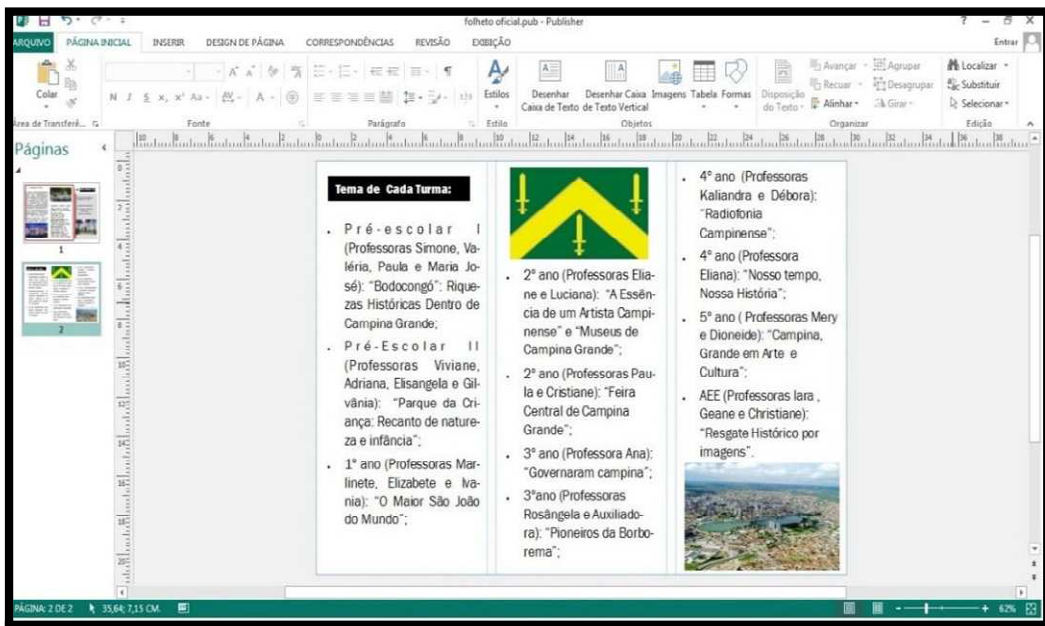 folheto oficial.pub - Publisher
ARQUIVO PÁGINA INICIAL INSERIR DESIGN DE PÁGINA CORRESPONDÊNCIAS REVISÃO EXIBIÇÃO Entrar
Colar
N I S x, x² Aa A
Estilos
Desenhar Caixa de Texto
Desenhar Caixa de Texto Vertical
Imagens Tabela Formas
Disposição do Texto
Avançar Agrupar
Recuar Desagrupar
Alinhar Girar
Localizar
Substituir
Selecionar
Área de Transferê... Fonte Parágrafo Estilo Objetos Organizar Edição
Páginas
1
2
Tema de Cada Turma:
. Pré-escolar I
(Professoras Simone, Va-
léria, Paula e Maria Jo-
sé): “Bodocongó”: Rique-
zas Históricas Dentro de
Campina Grande;
. Pré-Escolar II
(Professoras Viviane,
Adriana, Elisangela e Gil-
vânia): “Parque da Cri-
ança: Recanto de nature-
za e infância”;
. 1° ano (Professoras Mar-
linete, Elizabete e Iva-
nia): “O Maior São João
do Mundo”;
. 2° ano (Professoras Elia-
ne e Luciana): “A Essên-
cia de um Artista Campi-
nense” e “Museus de
Campina Grande”;
. 2° ano (Professoras Pau-
la e Cristiane): “Feira
Central de Campina
Grande”;
. 3° ano (Professora Ana):
“Governaram campina”;
. 3°ano (Professoras
Rosângela e Auxiliado-
ra): “Pioneiros da Borbo-
rema”;
. 4° ano (Professoras
Kaliandra e Débora):
“Radiofonia
Campinense”;
. 4° ano (Professora
Eliana): “Nosso tempo,
Nossa História”;
. 5° ano ( Professoras Mery
e Dioneide): “Campina,
Grande em Arte e
Cultura”;
. AEE (Professoras Iara ,
Geane e Christiane):
“Resgate Histórico por
imagens”.
PÁGINA: 2 DE 2 35,64; 7,15 CM. 62%